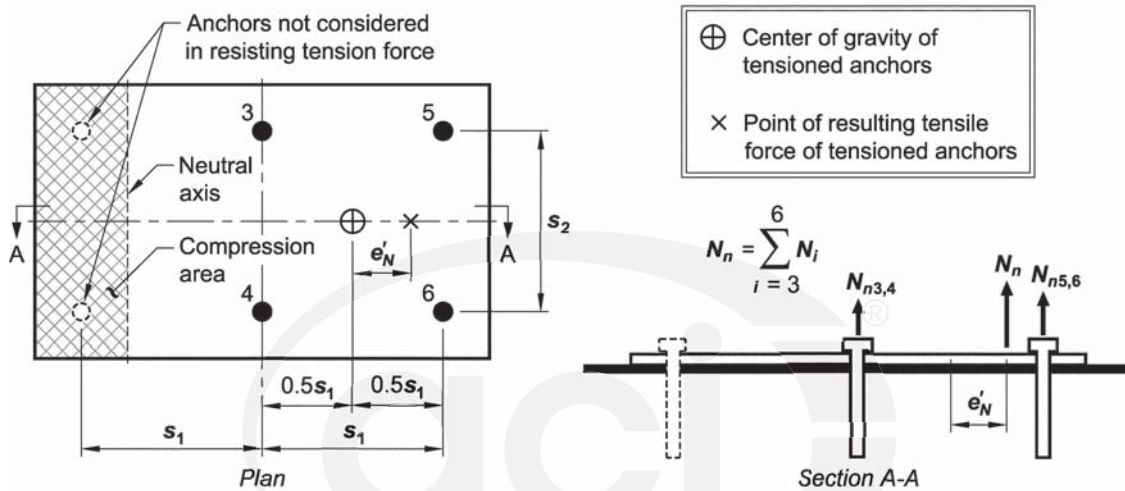 Anchors not considered
in resisting tension force
3
5
Neutral
axis
A
A
s₂
e′N
Compression
area
4
6
0.5s₁
0.5s₁
s₁
s₁
Plan
⊕ Center of gravity of
tensioned anchors
× Point of resulting tensile
force of tensioned anchors
6
Nn = ∑ Ni
i = 3
Nn3,4
Nn
Nn5,6
e′N
Section A-A
aci
®